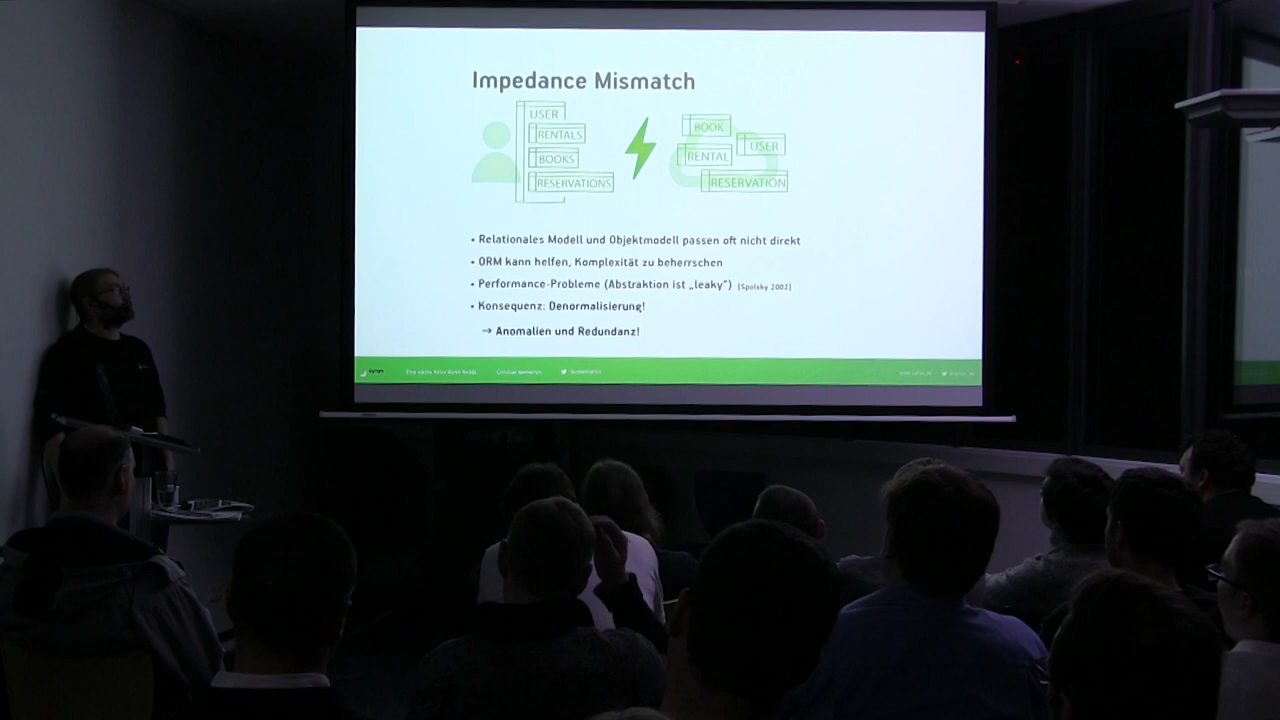 Impedance Mismatch
USER
RENTALS
BOOKS
RESERVATIONS
BOOK
USER
RENTAL
RESERVATION
• Relationales Modell und Objektmodell passen oft nicht direkt
• ORM kann helfen, Komplexität zu beherrschen
• Performance-Probleme (Abstraktion ist „leaky“) [Spolsky 2002]
• Konsequenz: Denormalisierung!
→ Anomalien und Redundanz!